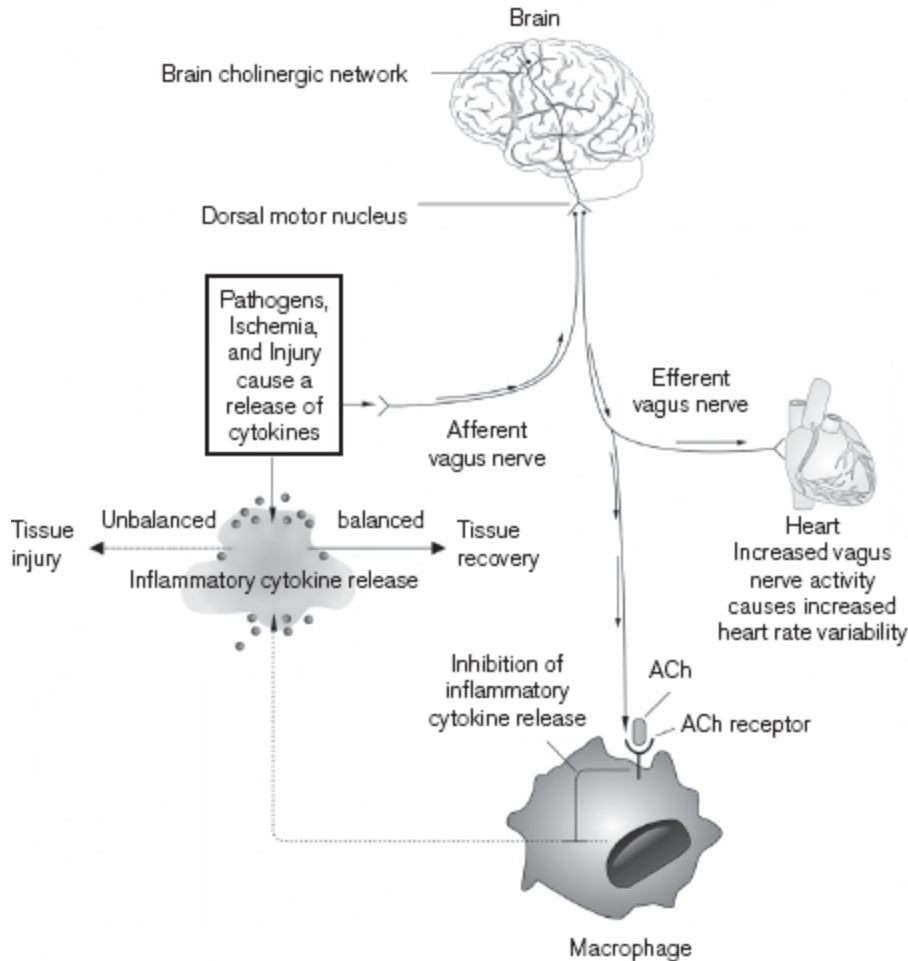 Brain
Brain cholinergic network
Dorsal motor nucleus
Pathogens,
Ischemia,
and Injury
cause a
release of
cytokines
Afferent
vagus nerve
Efferent
vagus nerve
Heart
Increased vagus
nerve activity
causes increased
heart rate variability
Unbalanced
balanced
Tissue
injury
Tissue
recovery
Inflammatory cytokine release
Inhibition of
inflammatory
cytokine release
ACh
ACh receptor
Macrophage